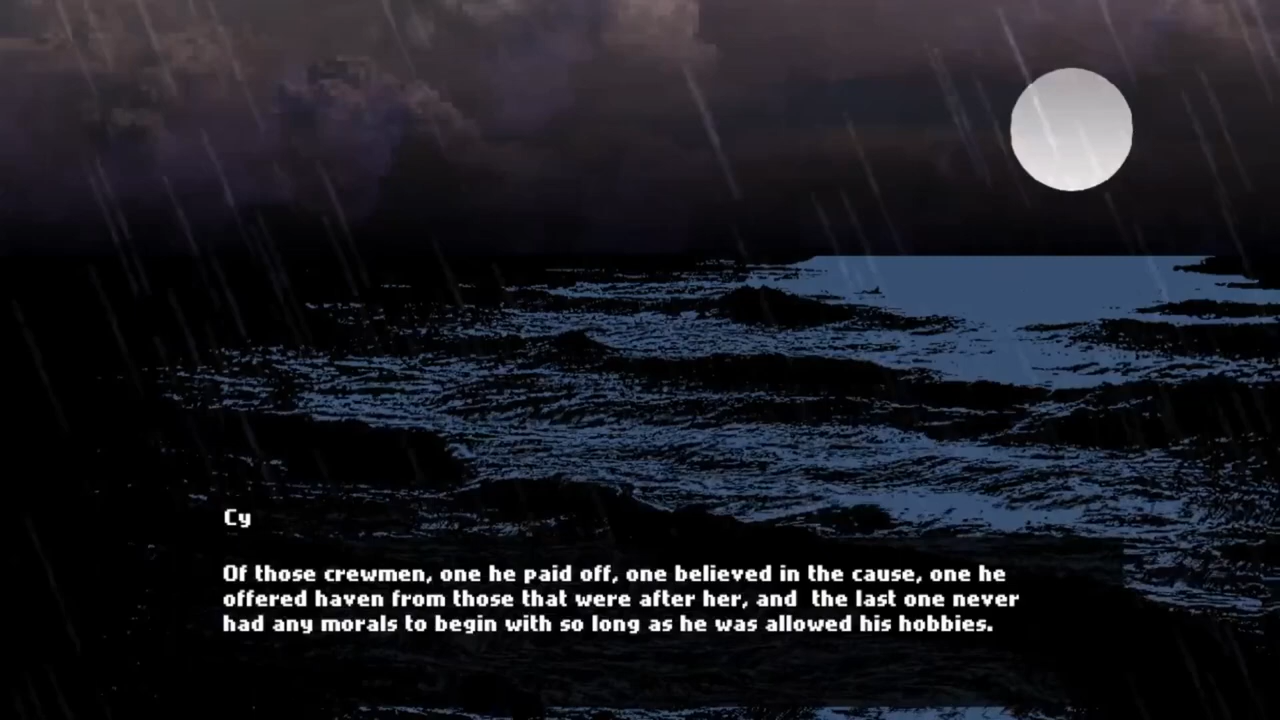 Cy
Of those crewmen, one he paid off, one believed in the cause, one he
offered haven from those that were after her, and  the last one never
had any morals to begin with so long as he was allowed his hobbies.